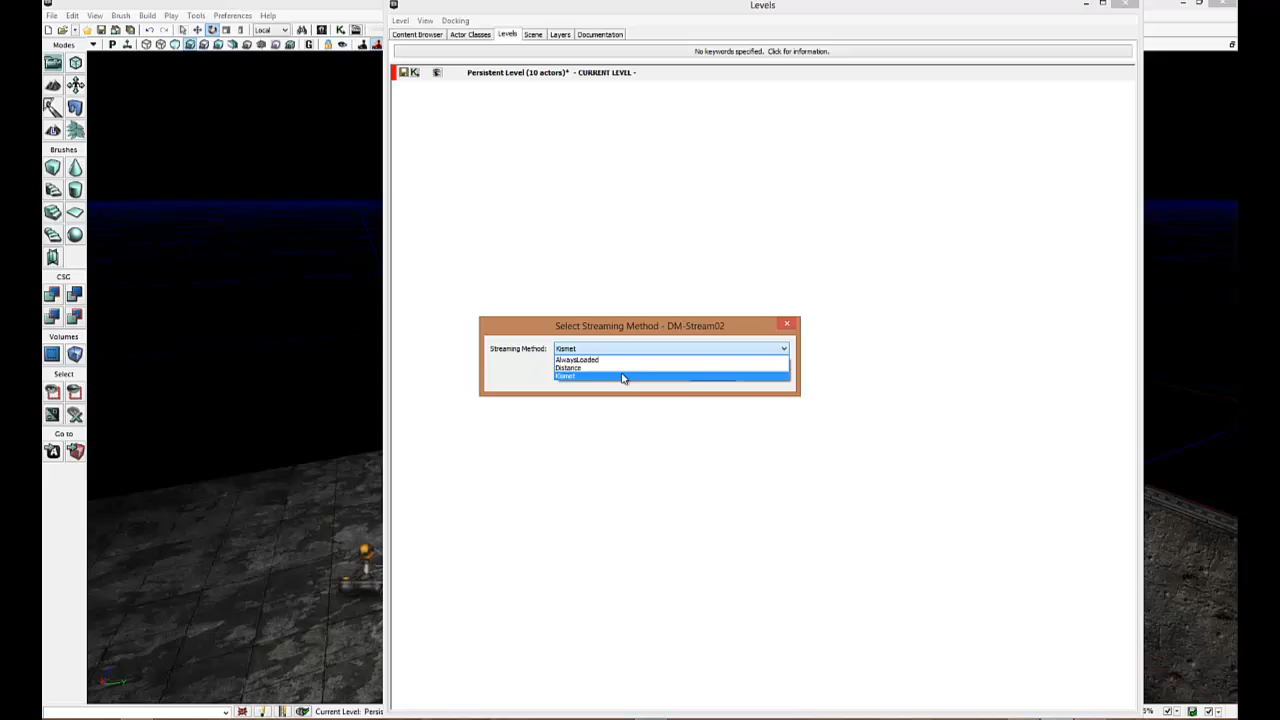 Levels
File Edit View Brush Build Play Tools Preferences Help
Level View Docking
Local
Content Browser Actor Classes Levels Scene Layers Documentation
Modes
No keywords specified. Click for information.
Persistent Level (10 actors)* - CURRENT LEVEL -
Brushes
CSG
Volumes
Select
Go to
Select Streaming Method - DM-Stream02
Streaming Method: Kismet
AlwaysLoaded
Distance
Kismet
Current Level: Persis